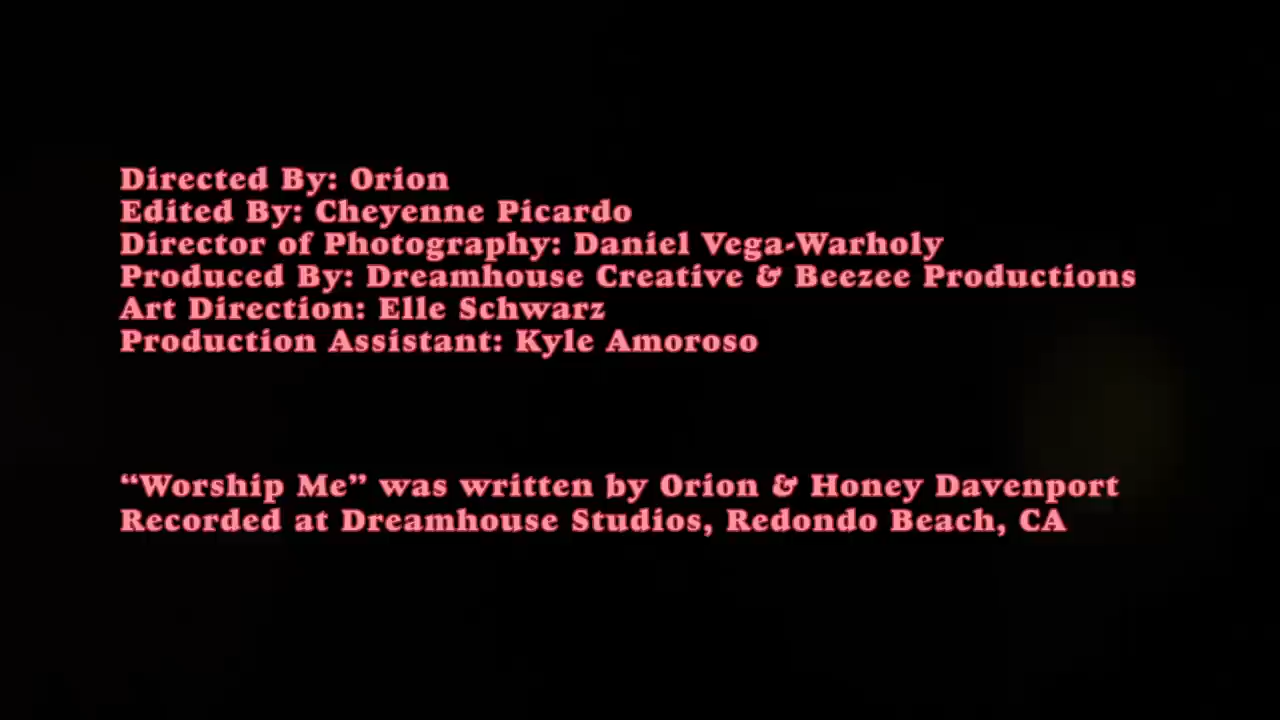 Directed By: Orion
Edited By: Cheyenne Picardo
Director of Photography: Daniel Vega-Warholy
Produced By: Dreamhouse Creative & Beezee Productions
Art Direction: Elle Schwarz
Production Assistant: Kyle Amoroso
“Worship Me” was written by Orion & Honey Davenport
Recorded at Dreamhouse Studios, Redondo Beach, CA